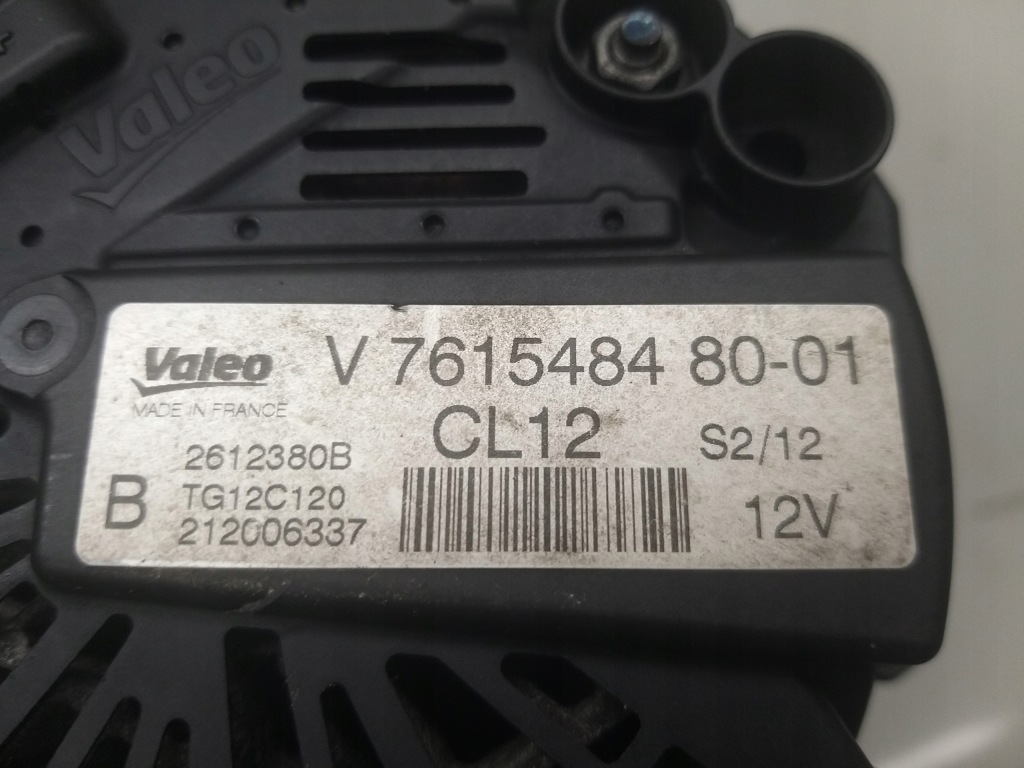 Valeo
Valeo V 7615484 80-01
MADE IN FRANCE
CL12 S2/12
2612380B
B TG12C120 12V
212006337